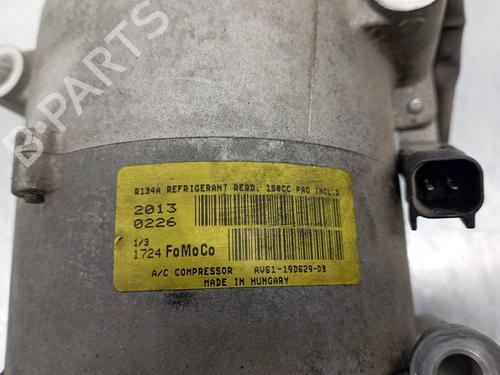 R134A REFRIGERANT REQD. 150CC PAG INCL.D
2013
0226
1/3
1724 FoMoCo
A/C COMPRESSOR AV61-19D629-DB
MADE IN HUNGARY
B-PARTS